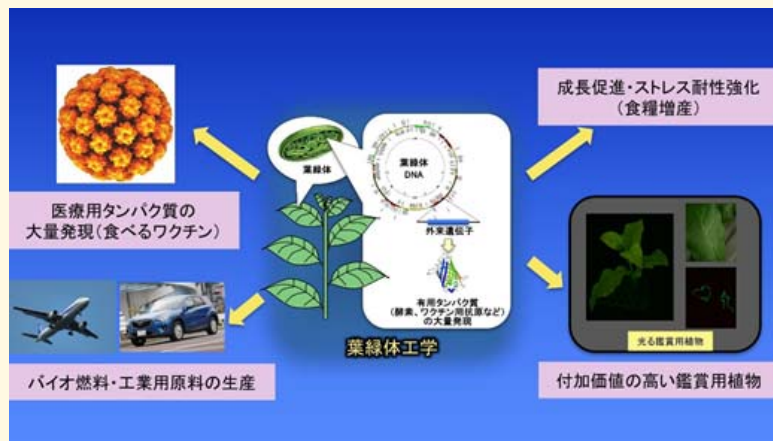 医療用タンパク質の
大量発現(食べるワクチン)
バイオ燃料・工業用原料の生産
葉緑体
葉緑体
DNA
外来遺伝子
有用タンパク質
(酵素、ワクチン用抗原など)
の大量発現
葉緑体工学
成長促進・ストレス耐性強化
(食糧増産)
光る鑑賞用植物
付加価値の高い鑑賞用植物